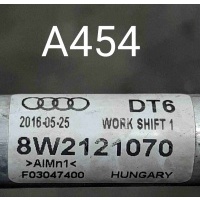 A454
DT6
2016-05-25 WORK SHIFT 1
8W2121070
>AlMn1<
F03047400 HUNGARY